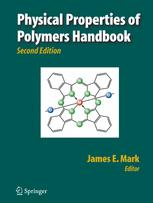 Physical Properties of
Polymers Handbook
Second Edition
James E. Mark
Editor
Springer